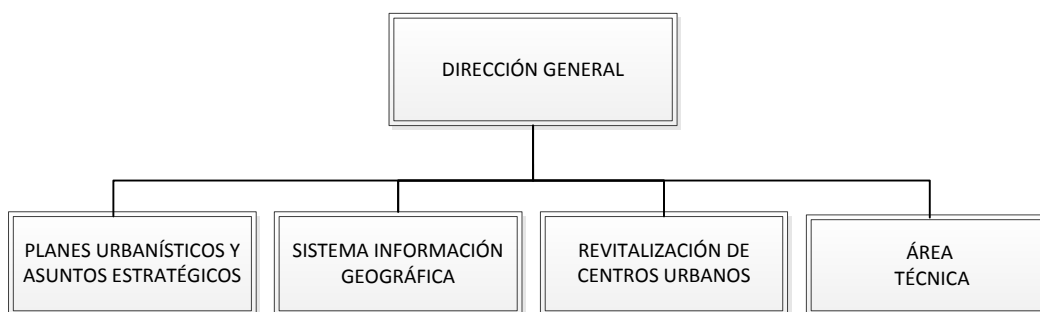 DIRECCIÓN GENERAL
PLANES URBANÍSTICOS Y
ASUNTOS ESTRATÉGICOS
SISTEMA INFORMACIÓN
GEOGRÁFICA
REVITALIZACIÓN DE
CENTROS URBANOS
ÁREA
TÉCNICA